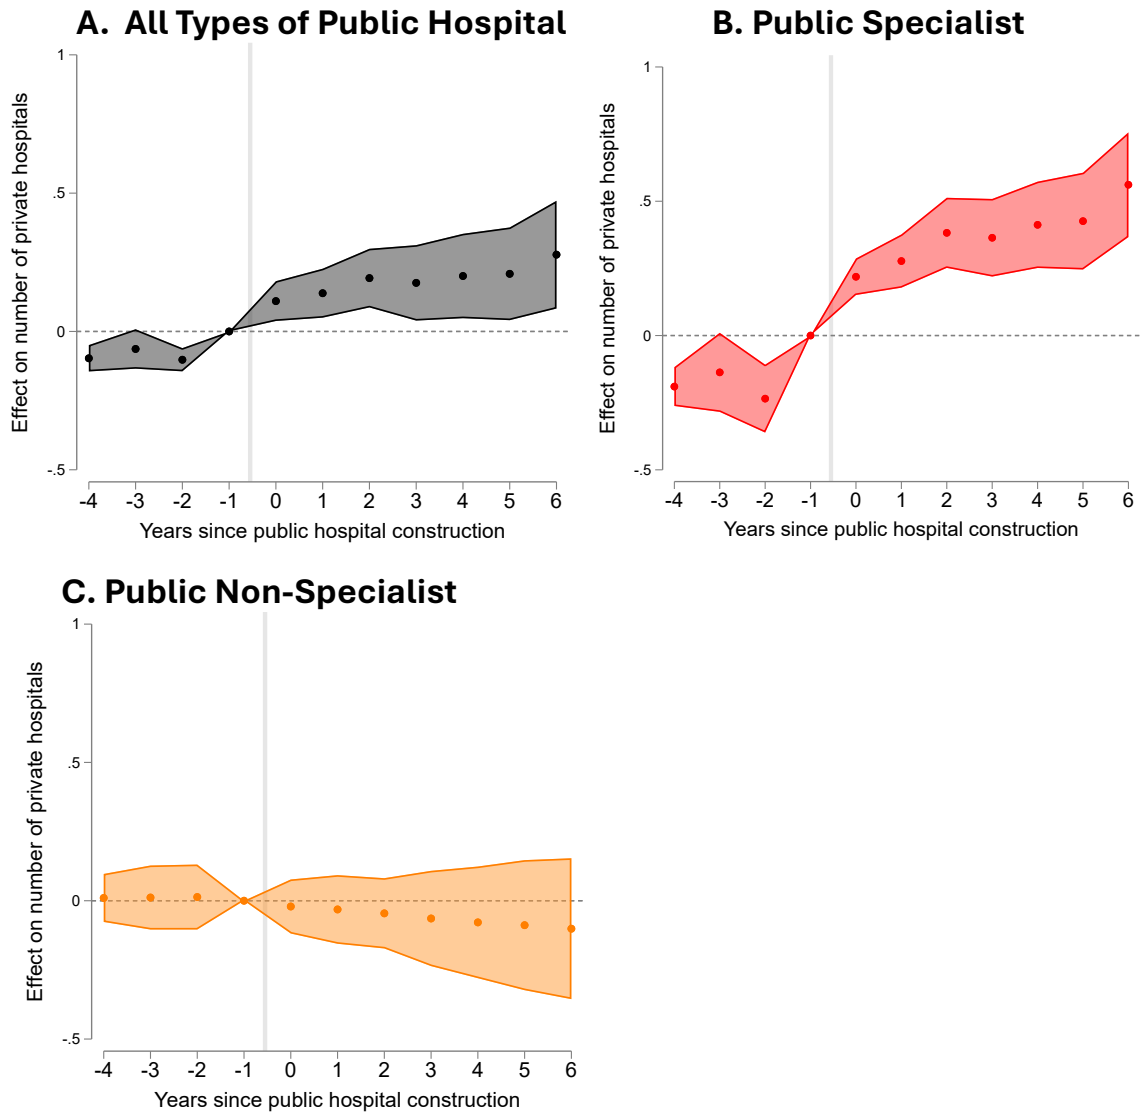 A. All Types of Public Hospital
Effect on number of private hospitals
1
.5
0
-.5
-4 -3 -2 -1 0 1 2 3 4 5 6
Years since public hospital construction
B. Public Specialist
Effect on number of private hospitals
1
.5
0
-.5
-4 -3 -2 -1 0 1 2 3 4 5 6
Years since public hospital construction
C. Public Non-Specialist
Effect on number of private hospitals
1
.5
0
-.5
-4 -3 -2 -1 0 1 2 3 4 5 6
Years since public hospital construction